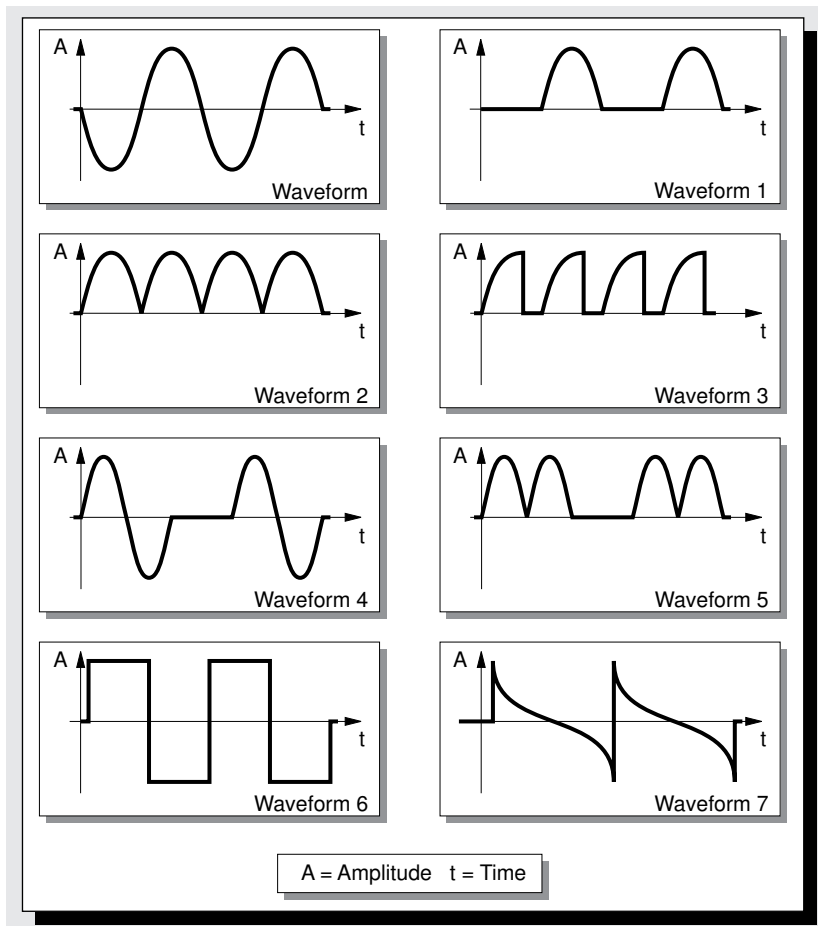 A
t
Waveform
A
t
Waveform 1
A
t
Waveform 2
A
t
Waveform 3
A
t
Waveform 4
A
t
Waveform 5
A
t
Waveform 6
A
t
Waveform 7
A = Amplitude t = Time